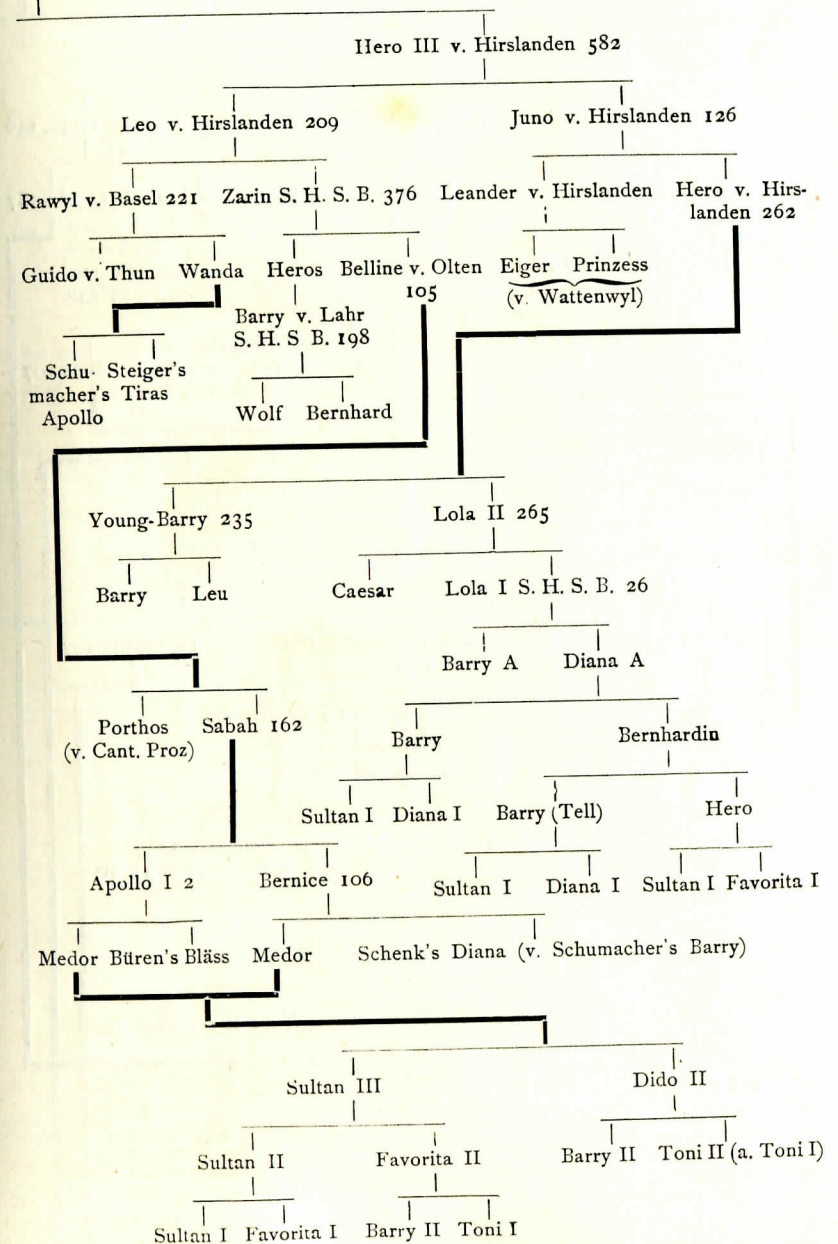 Hero III v. Hirslanden 582
Leo v. Hirslanden 209 Juno v. Hirslanden 126
Rawyl v. Basel 221 Zarin S. H. S. B. 376 Leander v. Hirslanden Hero v. Hirs-
landen 262
Guido v. Thun Wanda Heros Belline v. Olten Eiger Prinzess
105 (v. Wattenwyl)
Barry v. Lahr
S. H. S B. 198
Schu- Steiger's
macher's Tiras
Apollo
Wolf Bernhard
Young-Barry 235 Lola II 265
Barry Leu Caesar Lola I S. H. S. B. 26
Barry A Diana A
Porthos Sabah 162
(v. Cant. Proz)
Barry Bernhardin
Sultan I Diana I Barry (Tell) Hero
Apollo I 2 Bernice 106 Sultan I Diana I Sultan I Favorita I
Medor Büren's Bläss Medor Schenk's Diana (v. Schumacher's Barry)
Sultan III Dido II
Sultan II Favorita II Barry II Toni II (a. Toni I)
Sultan I Favorita I Barry II Toni I